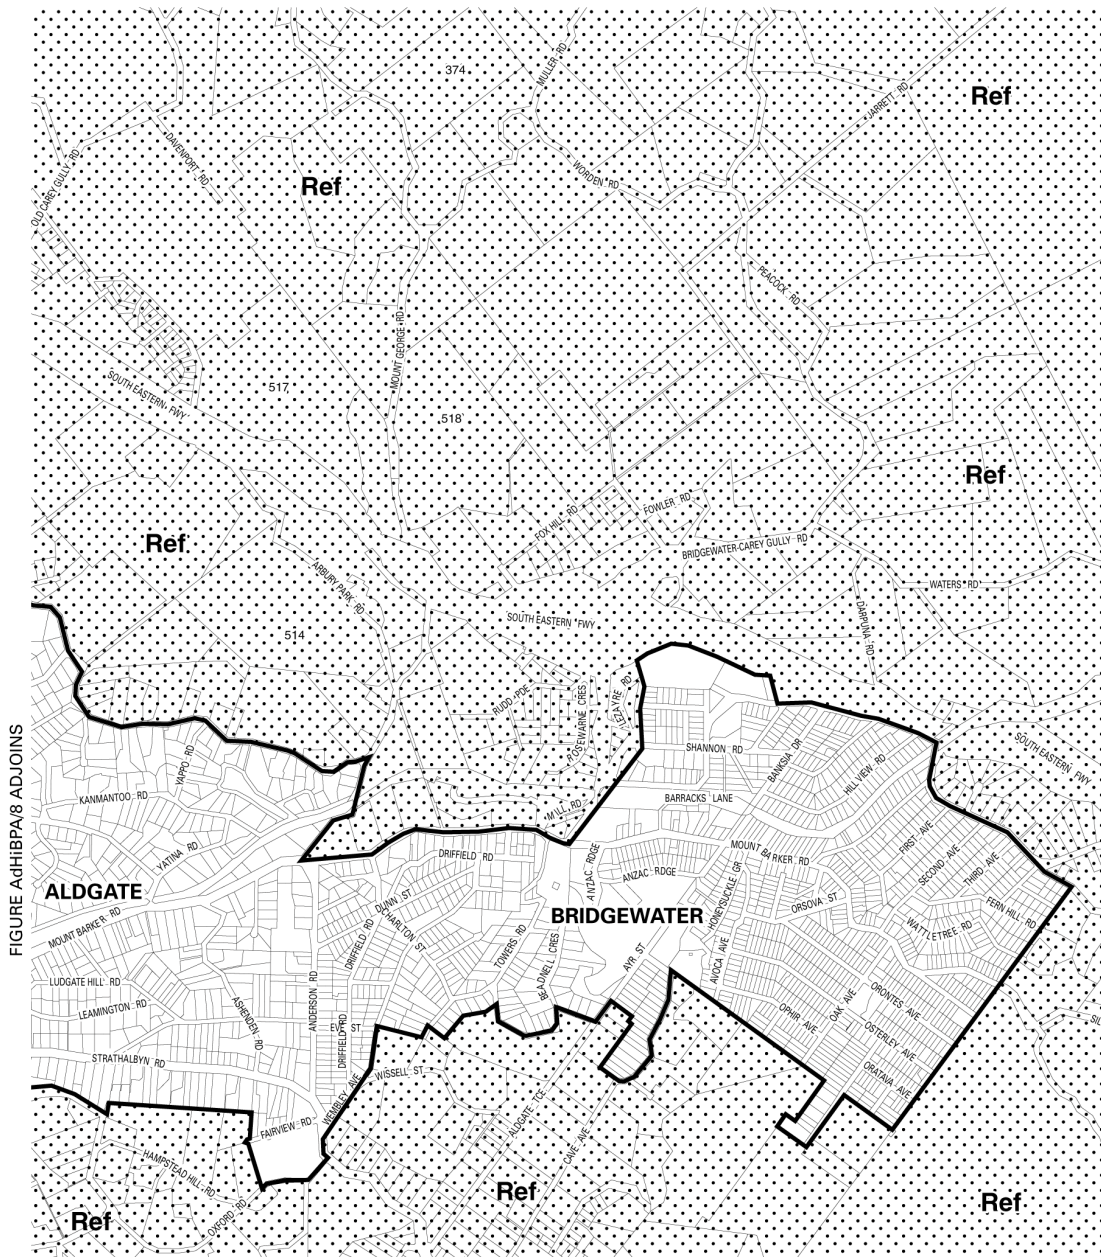 374
MULLER RD
Ref
JARRETT RD
OLD CAREY GULLY RD
DAVENPORT RD
Ref
WORDEN RD
PEACOCK RD
MOUNT GEORGE RD
SOUTH EASTERN FWY
517
518
Ref
FOX HILL RD
FOWLER RD
Ref
BRIDGEWATER-CAREY GULLY RD
ARBURY PARK RD
WATERS RD
DARPUNA RD
SOUTH EASTERN FWY
514
RUDD PDE
ROSEWARNE CRES
LEZAYRE RD
SHANNON RD
BANKSIA DR
HILL VIEW RD
SOUTH EASTERN FWY
YAPPO RD
KANMANTOO RD
BARRACKS LANE
MILL RD
FIGURE AdHiBPA/8 ADJOINS
YATINA RD
DRIFFIELD RD
ANZAC RDGE
ANZAC RDGE
MOUNT BARKER RD
FIRST AVE
SECOND AVE
THIRD AVE
ALDGATE
DUNN ST
CHARLTON ST
BRIDGEWATER
HONEYSUCKLE GR
ORSOVA ST
FERN HILL RD
WATTLETREE RD
MOUNT BARKER RD
DRIFFIELD RD
TOWERS RD
READNELL CRES
AYR ST
AVOCA AVE
LUDGATE HILL RD
LEAMINGTON RD
ASHENDEN RD
ANDERSON RD
EVE ST
DRIFFIELD RD
OPHIR AVE
OAK AVE
ORONTES AVE
OSTERLEY AVE
ORATAVA AVE
SIL
STRATHALBYN RD
WEMBLEY AVE
WISSELL ST
FAIRVIEW RD
ALDGATE TCE
CAVE AVE
HAMPSTEAD HILL RD
OXFORD RD
Ref
Ref
Ref